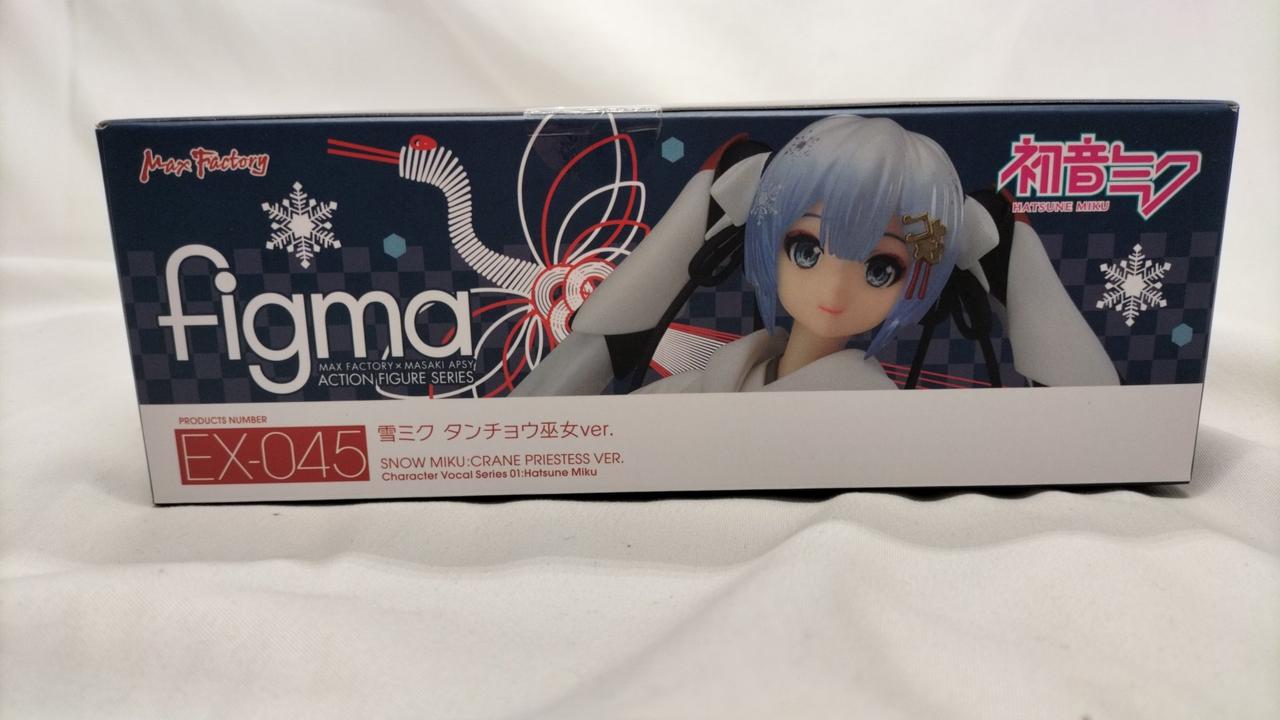 Max Factory
初音ミク
HATSUNE MIKU
figma
MAX FACTORY × MASAKI APSY
ACTION FIGURE SERIES
PRODUCTS NUMBER
EX-045
雪ミク タンチョウ巫女ver.
SNOW MIKU:CRANE PRIESTESS VER.
Character Vocal Series 01:Hatsune Miku